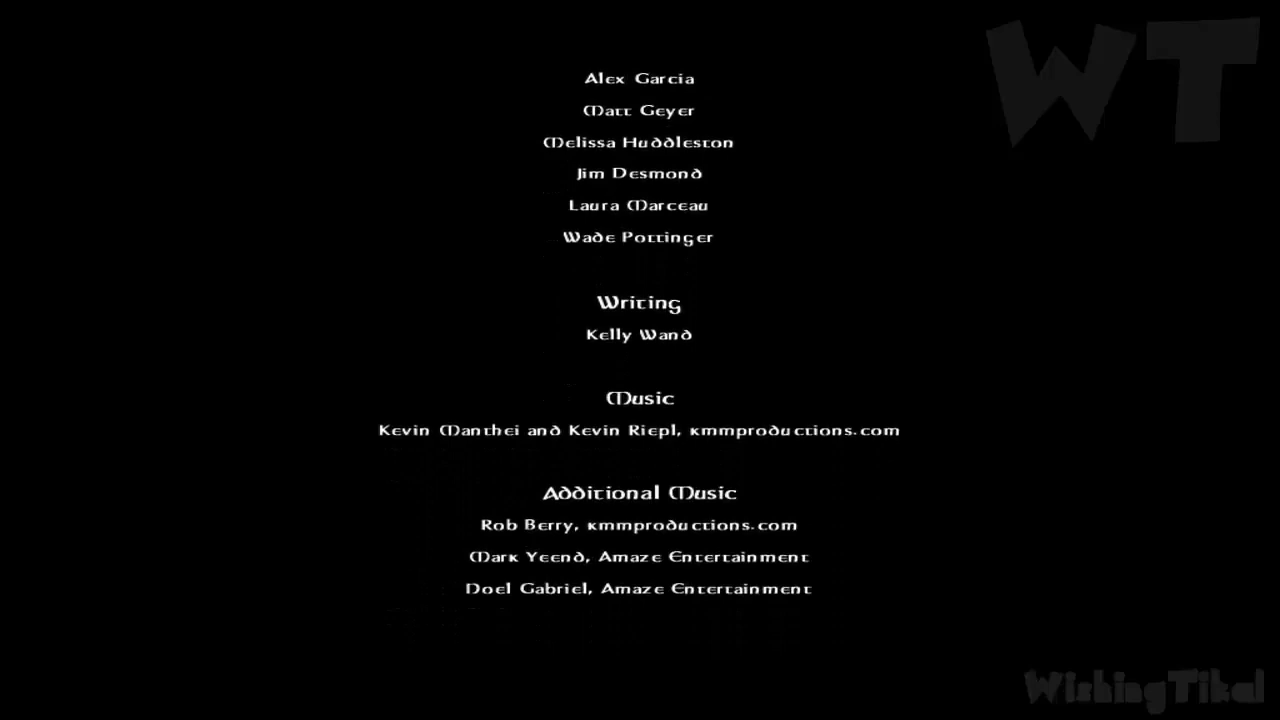 WT
Alex Garcia
Matt Geyer
Melissa Huddleston
Jim Desmond
Laura Marceau
Wade Pottinger
Writing
Kelly Wand
Music
Kevin Manthei and Kevin Riepl, kmmproductions.com
Additional Music
Rob Berry, kmmproductions.com
Mark Yeend, Amaze Entertainment
Doel Gabriel, Amaze Entertainment
WishingTikal